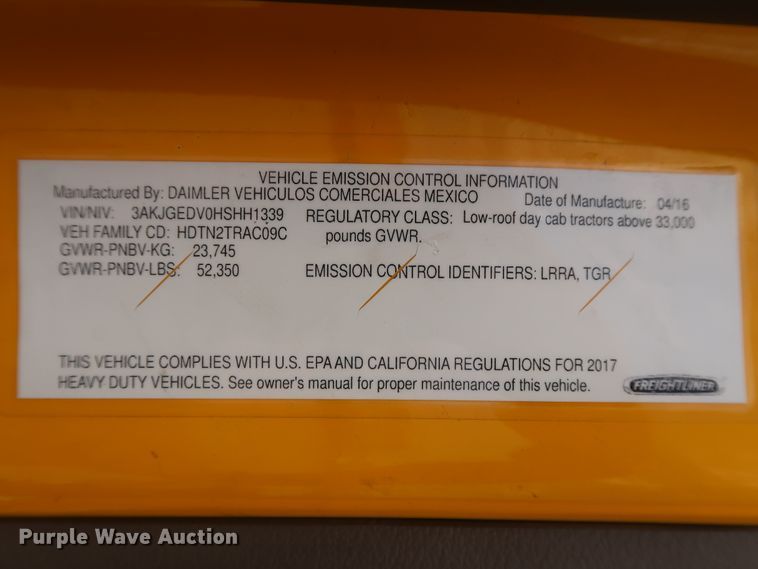 VEHICLE EMISSION CONTROL INFORMATION
Manufactured By: DAIMLER VEHICULOS COMERCIALES MEXICO Date of Manufacture: 04/16
VIN/NIV: 3AKJGEDV0HSHH1339 REGULATORY CLASS: Low-roof day cab tractors above 33,000
VEH FAMILY CD: HDTN2TRAC09C pounds GVWR.
GVWR-PNBV-KG: 23,745
GVWR-PNBV-LBS: 52,350 EMISSION CONTROL IDENTIFIERS: LRRA, TGR
THIS VEHICLE COMPLIES WITH U.S. EPA AND CALIFORNIA REGULATIONS FOR 2017
HEAVY DUTY VEHICLES. See owner's manual for proper maintenance of this vehicle.
FREIGHTLINER
Purple Wave Auction